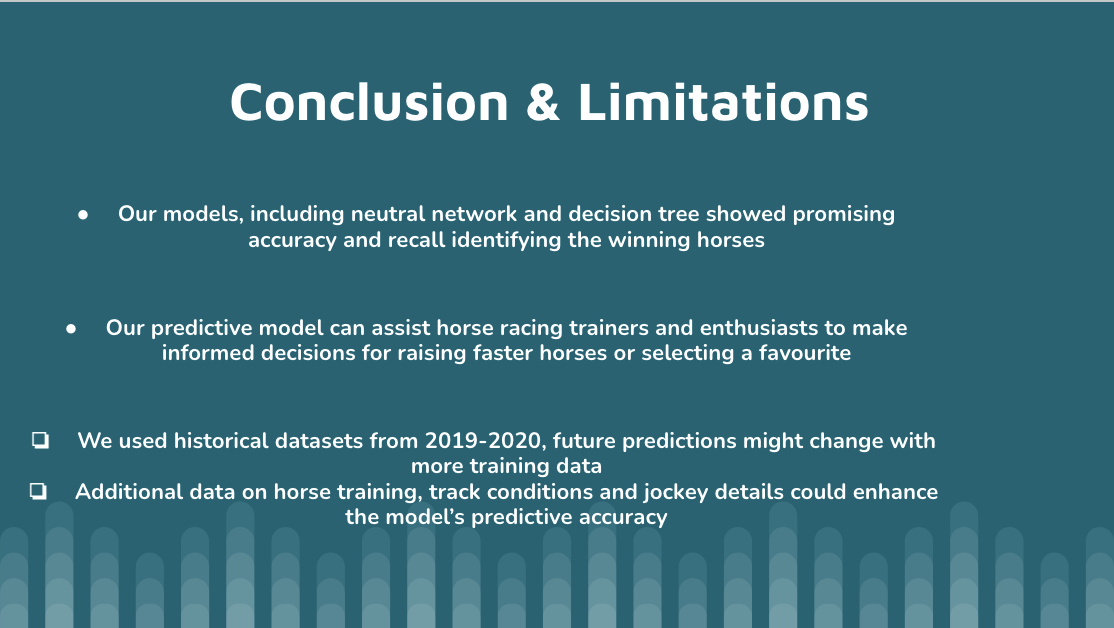 Conclusion & Limitations
● Our models, including neutral network and decision tree showed promising
accuracy and recall identifying the winning horses
● Our predictive model can assist horse racing trainers and enthusiasts to make
informed decisions for raising faster horses or selecting a favourite
❏ We used historical datasets from 2019-2020, future predictions might change with
more training data
❏ Additional data on horse training, track conditions and jockey details could enhance
the model’s predictive accuracy